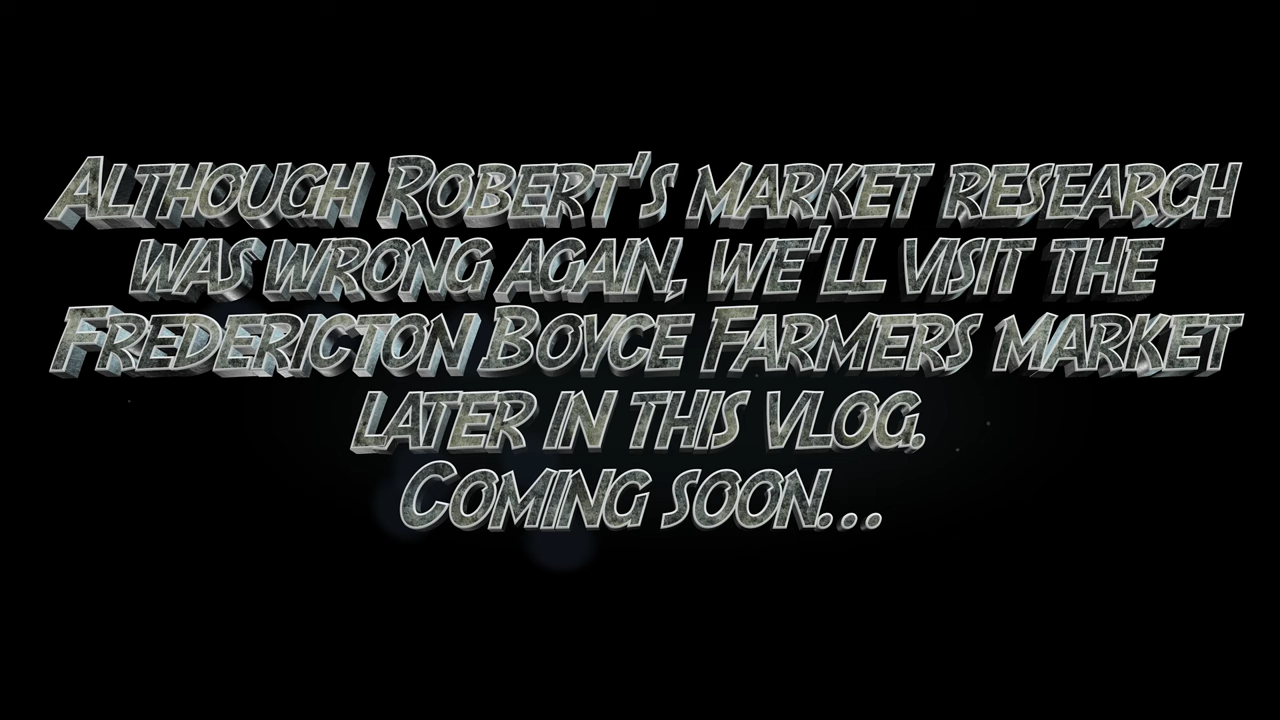 Although Robert's market research
was wrong again, we'll visit the
Fredericton Boyce Farmers market
later in this vlog.
Coming soon...